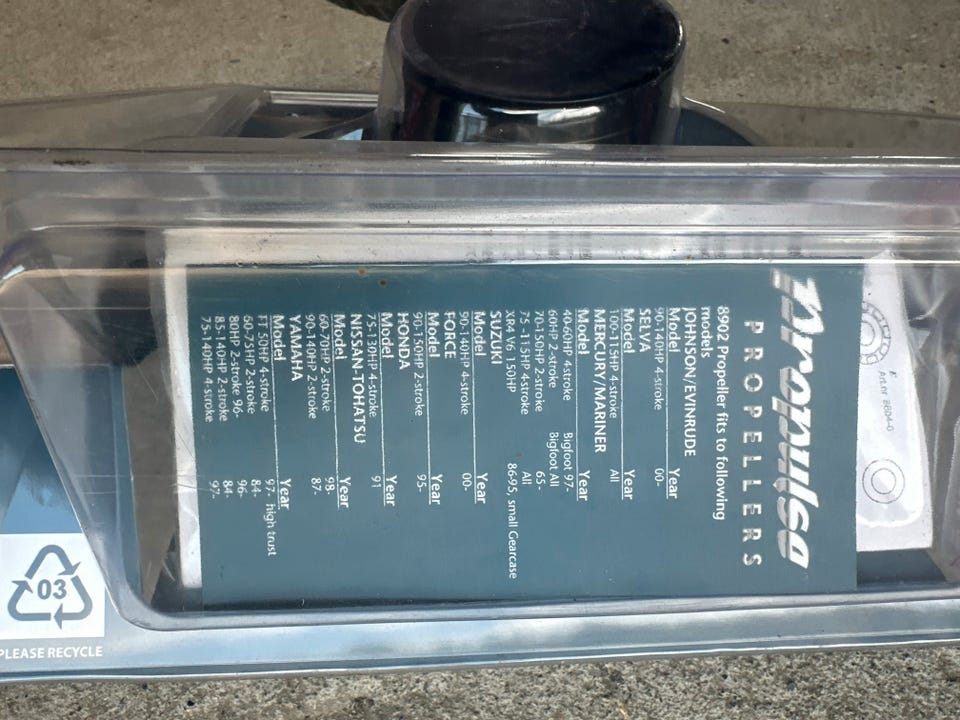 Propulse
PROPELLERS
8902 Propeller fits to following
models
JOHNSON/EVINRUDE
Model Year
90-140HP 4-stroke 00-
SELVA
Model Year
100-115HP 4-stroke All
MERCURY/MARINER
Model Year
40-60HP 4-stroke Bigfoot 97-
60HP 2-stroke Bigfoot All
70-150HP 2-stroke 65-
75-115HP 4-stroke All
XR4 V6 150HP 86-95, small Gearcase
SUZUKI
Model Year
90-140HP 4-stroke 00-
FORCE
Model Year
90-150HP 2-stroke 95-
HONDA
Model Year
75-130HP 4-stroke 91
NISSAN-TOHATSU
Model Year
60-70HP 2-stroke 98-
90-140HP 2-stroke 87-
YAMAHA
Model Year
FT 50HP 4-stroke 97- high trust
60-75HP 2-stroke 84-
80HP 2-stroke 96- 96-
85-140HP 2-stroke 84-
75-140HP 4-stroke 97-
F
Art.nr 8804-0
03
PLEASE RECYCLE